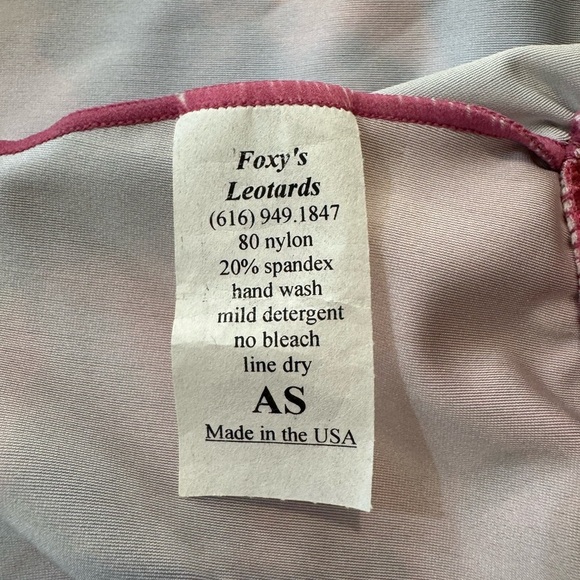 Foxy's
Leotards
(616) 949.1847
80 nylon
20% spandex
hand wash
mild detergent
no bleach
line dry
AS
Made in the USA